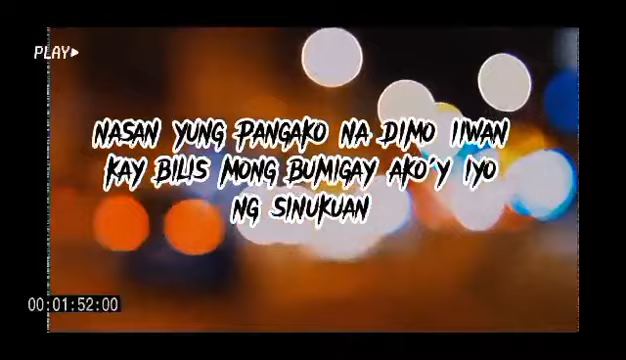 PLAY▶
NASAN YUNG PANGAKO NA DIMO IIWAN
KAY BILIS MONG BUMIGAY AKO'Y IYO
NG SINUKUAN
00:01:52:00